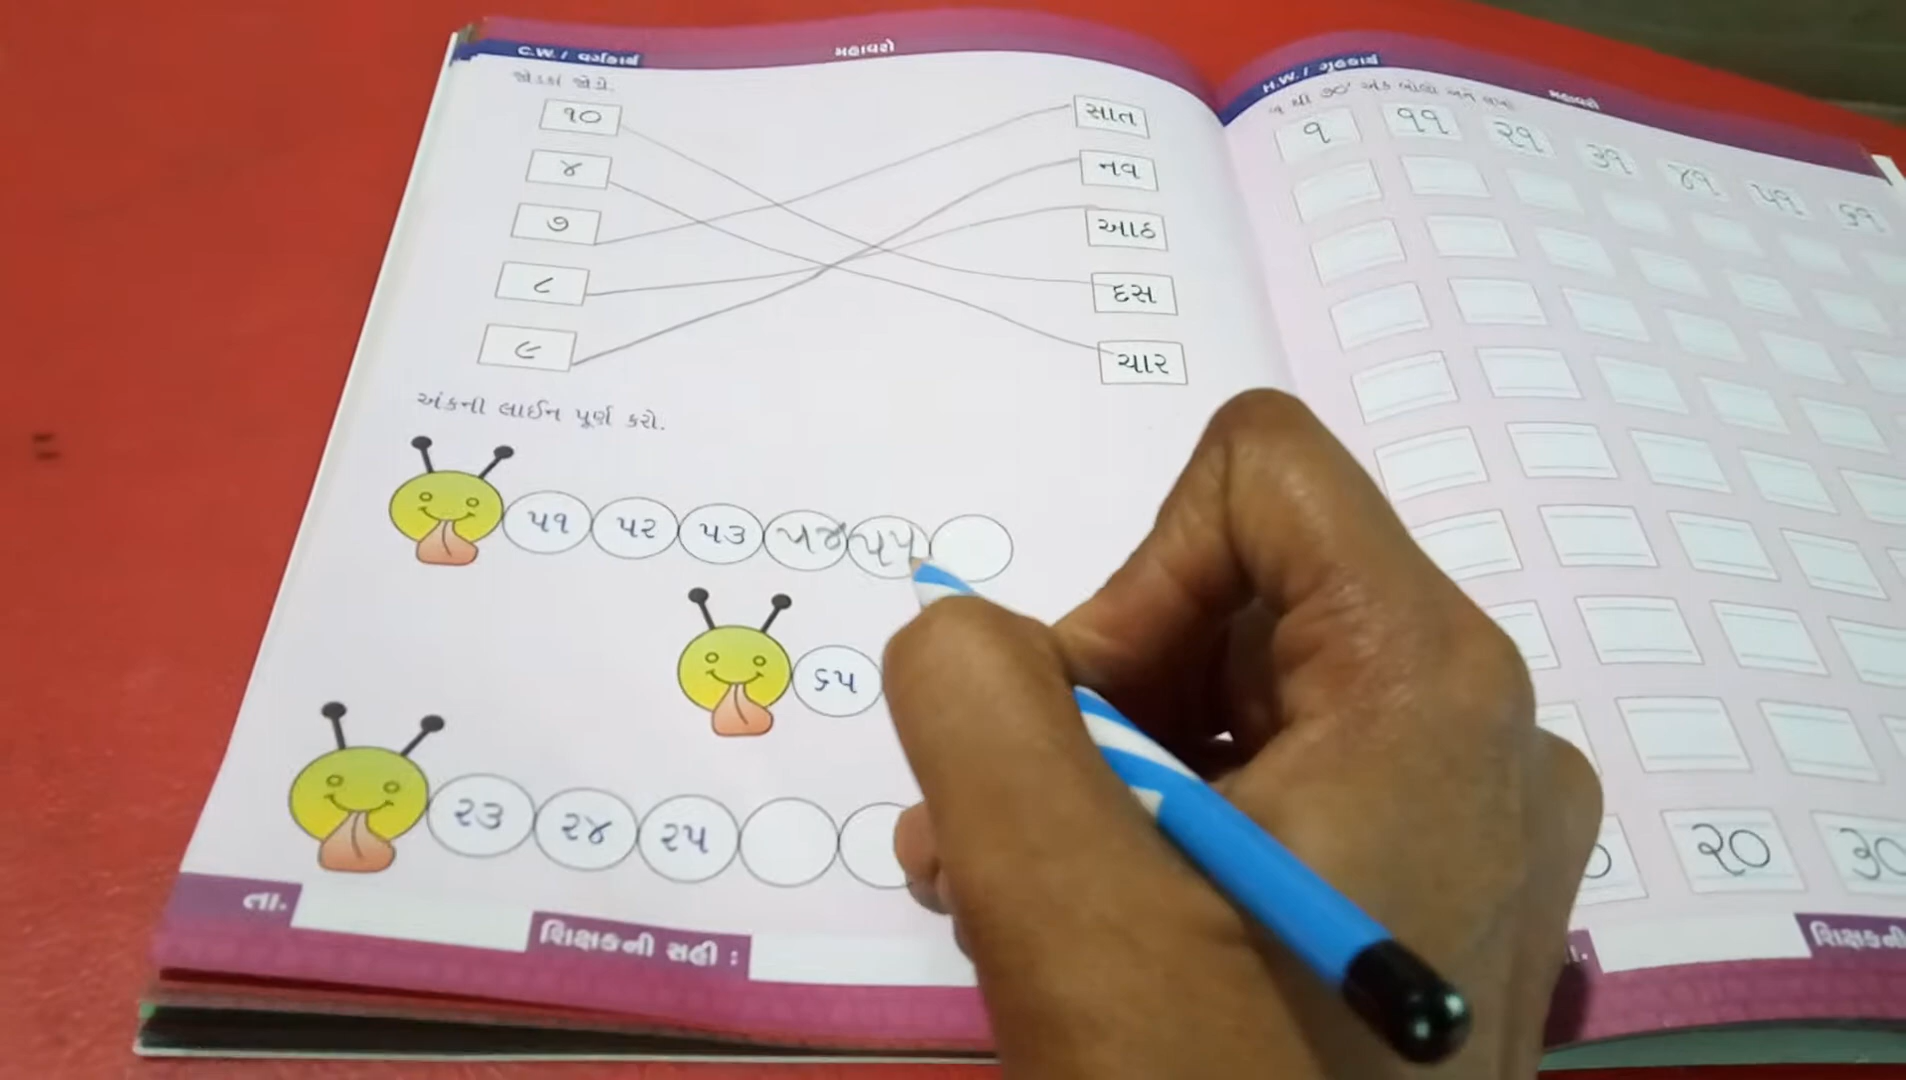 C.W. / વર્ગકાર્ય
મહાવરો
જોડકાં જોડો.
૧૦ સાત
૪ નવ
૭ આઠ
૮ દસ
૯ ચાર
અંકની લાઈન પૂર્ણ કરો.
૫૧ ૫૨ ૫૩ ૫૪ ૫૫
૬૫
૨૩ ૨૪ ૨૫
તા.
શિક્ષકની સહી :
H.W. / ગૃહકાર્ય
મહાવરો
૧ ૧૧ ૨૧ ૩૧ ૪૧ ૫૧ ૬૧
૨૦ ૩૦